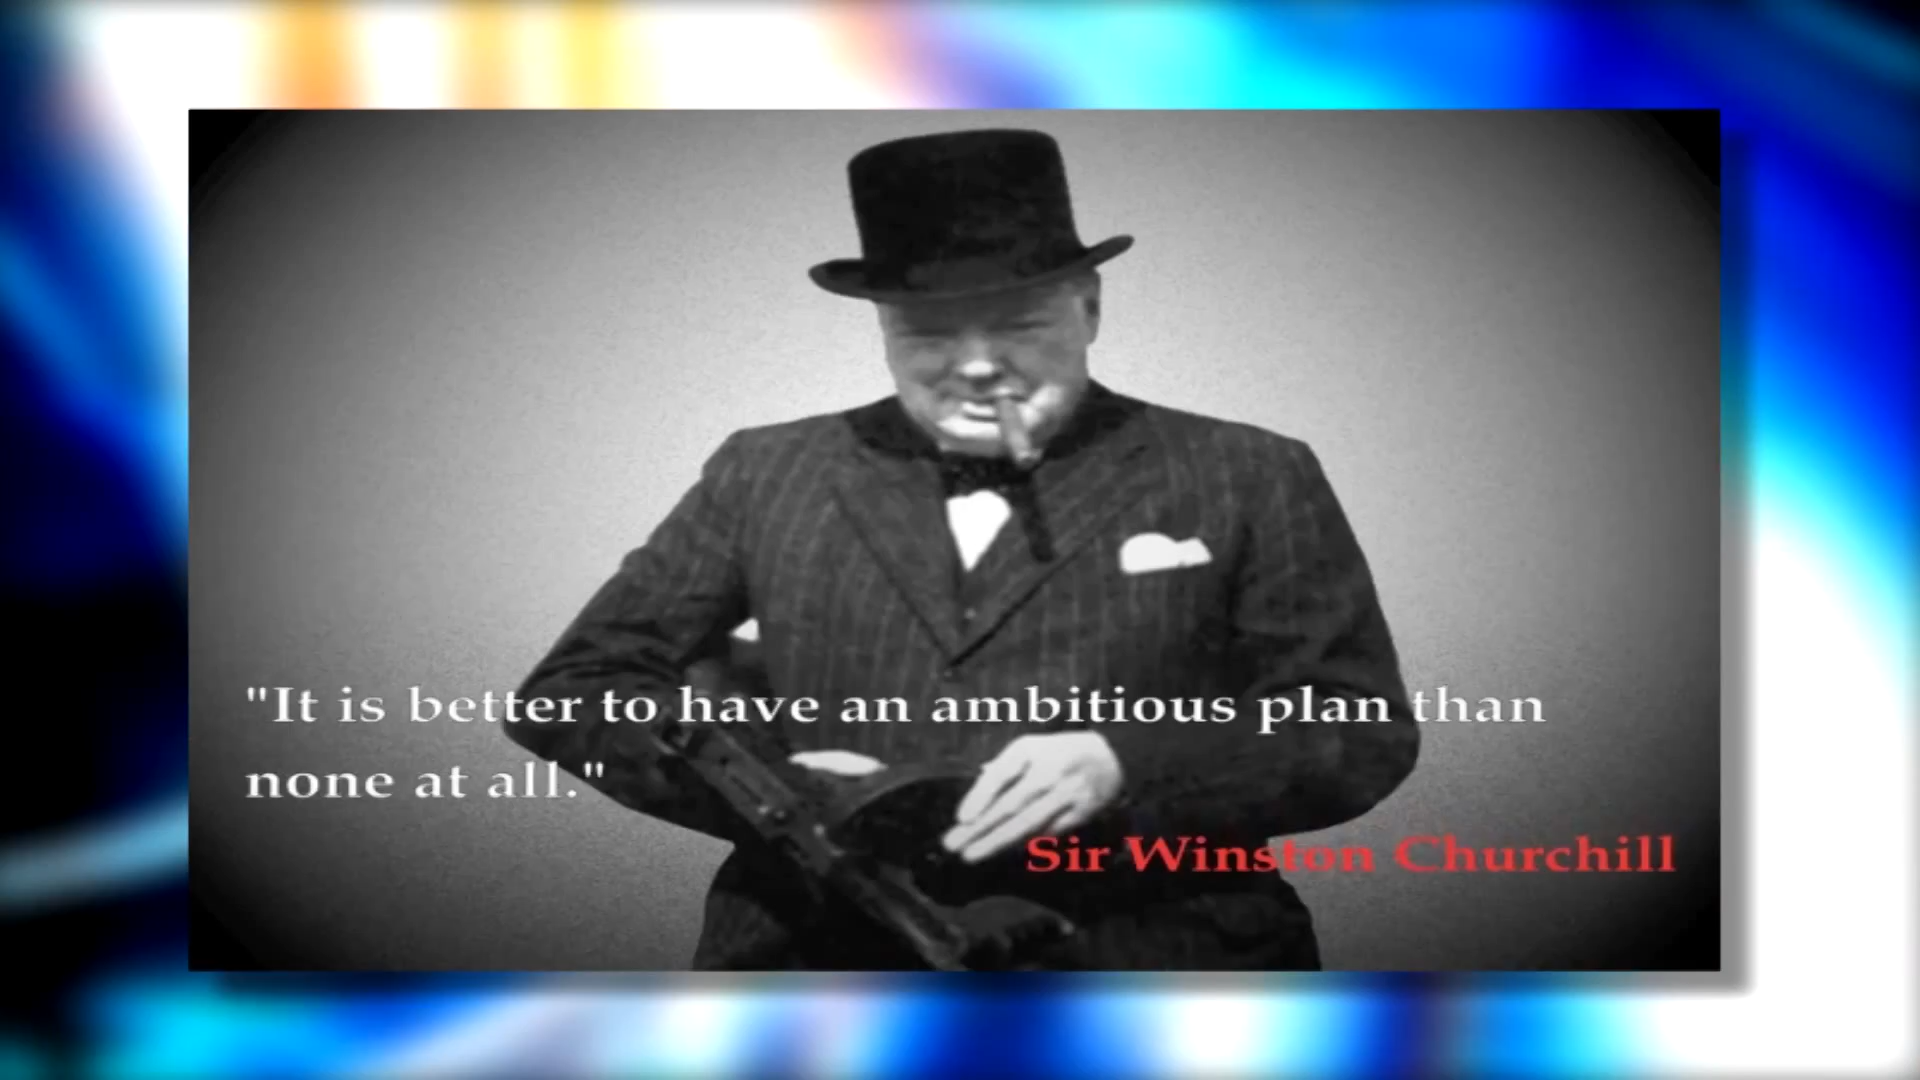 "It is better to have an ambitious plan than
none at all."
Sir Winston Churchill